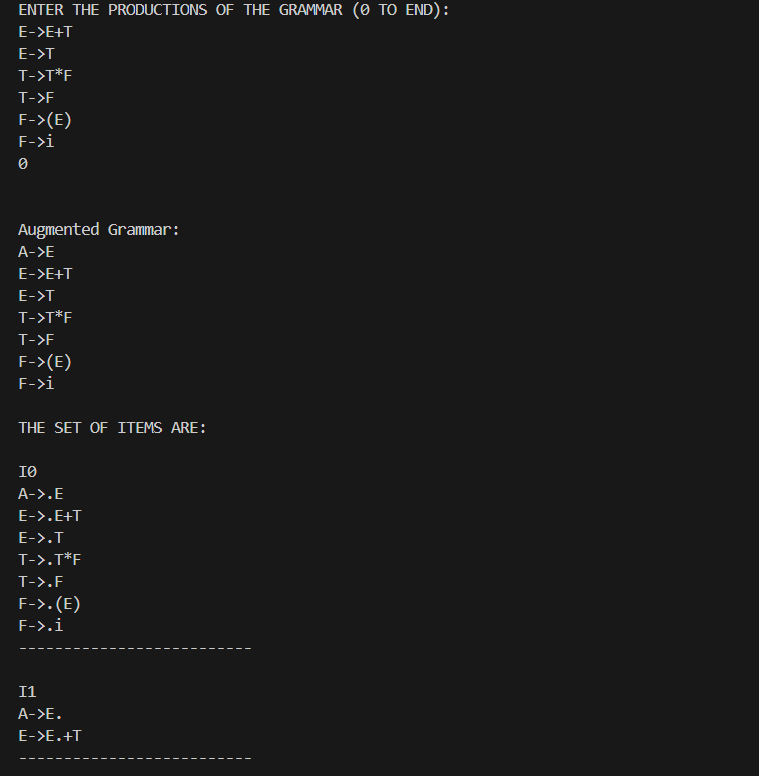 ENTER THE PRODUCTIONS OF THE GRAMMAR (0 TO END):
E->E+T
E->T
T->T*F
T->F
F->(E)
F->i
0
Augmented Grammar:
A->E
E->E+T
E->T
T->T*F
T->F
F->(E)
F->i
THE SET OF ITEMS ARE:
I0
A->.E
E->.E+T
E->.T
T->.T*F
T->.F
F->.(E)
F->.i
--------------------------
I1
A->E.
E->E.+T
--------------------------